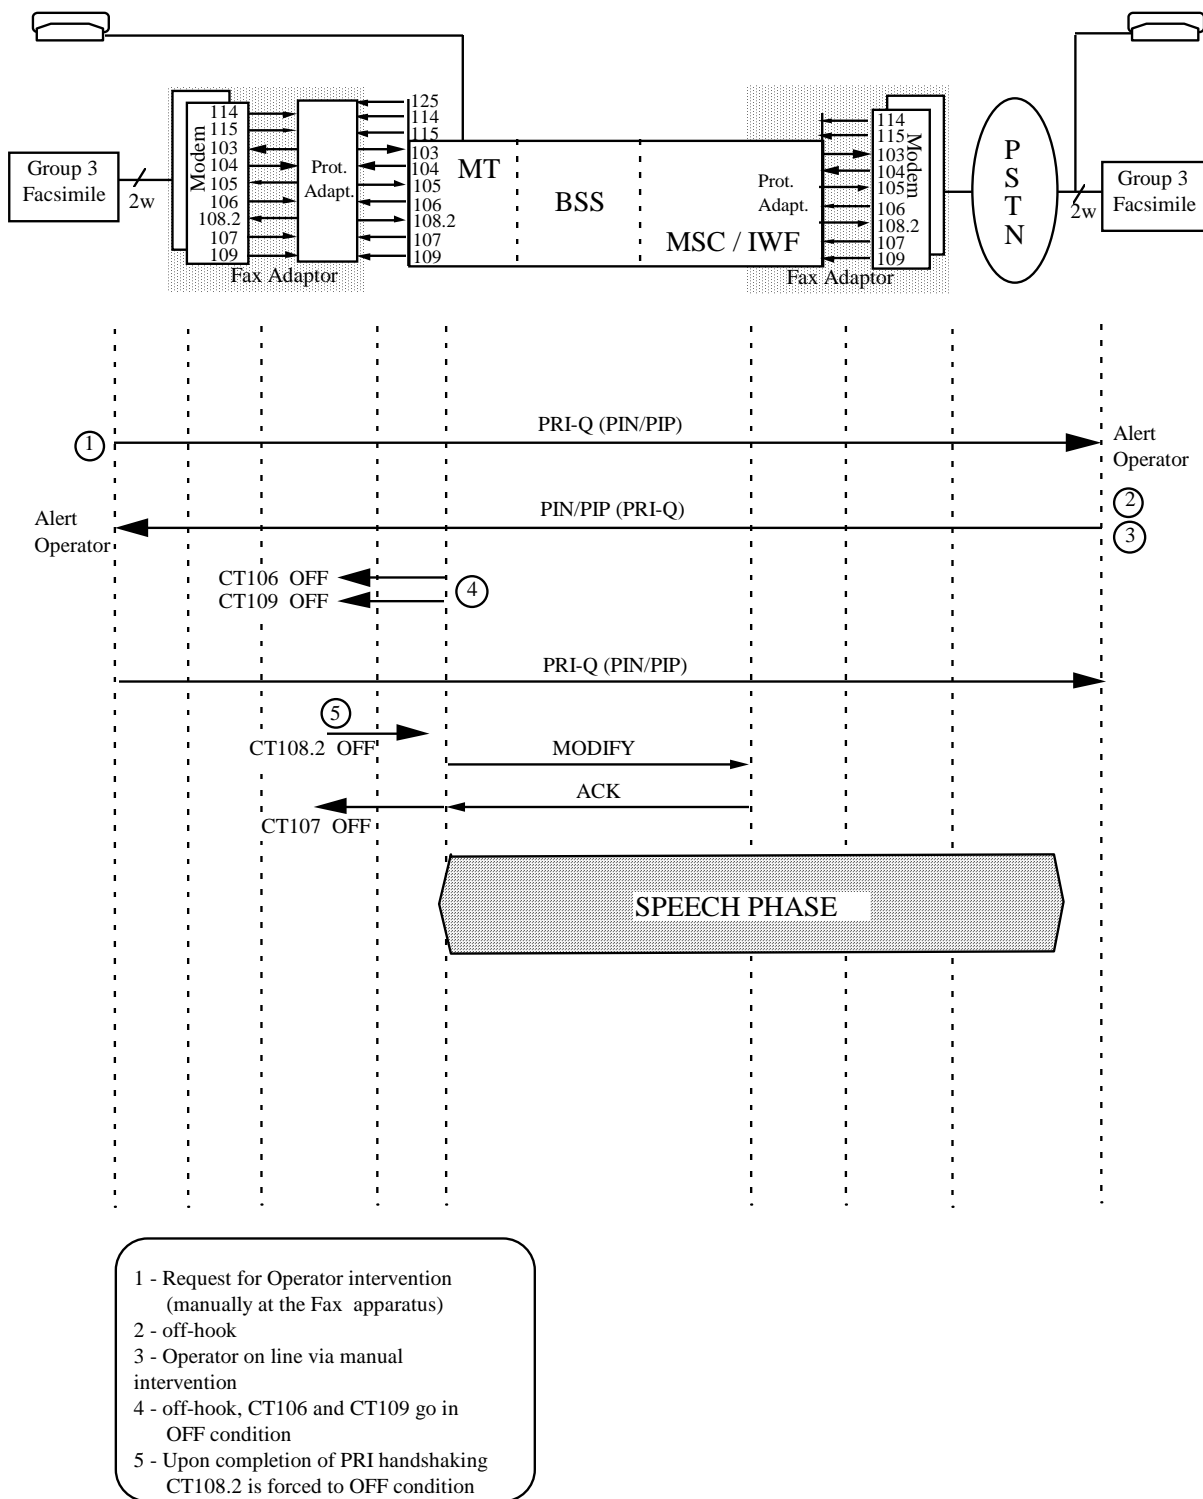 114
115
103
104
105
106
108.2
107
109
Modem
Prot.
Adapt.
Fax Adaptor
Group 3
Facsimile
2w
125
114
115
103
104
105
106
108.2
107
109
MT
BSS
MSC / IWF
Prot.
Adapt.
114
115
103
104
105
106
108.2
107
109
Modem
Fax Adaptor
P
S
T
N
2w
Group 3
Facsimile
1
PRI-Q (PIN/PIP)
Alert
Operator
2
Alert
Operator
PIN/PIP (PRI-Q)
3
CT106 OFF
CT109 OFF
4
PRI-Q (PIN/PIP)
5
CT108.2 OFF
MODIFY
ACK
CT107 OFF
SPEECH PHASE
1 - Request for Operator intervention
(manually at the Fax apparatus)
2 - off-hook
3 - Operator on line via manual
intervention
4 - off-hook, CT106 and CT109 go in
OFF condition
5 - Upon completion of PRI handshaking
CT108.2 is forced to OFF condition